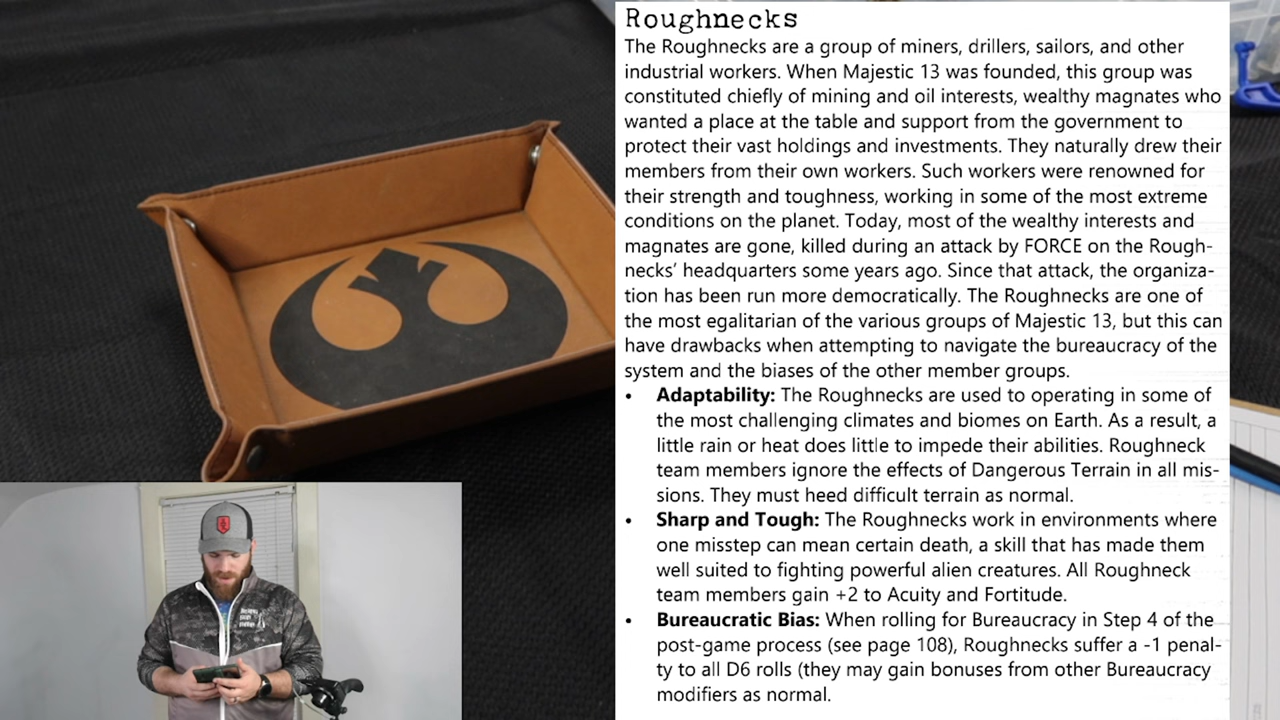 Roughnecks
The Roughnecks are a group of miners, drillers, sailors, and other
industrial workers. When Majestic 13 was founded, this group was
constituted chiefly of mining and oil interests, wealthy magnates who
wanted a place at the table and support from the government to
protect their vast holdings and investments. They naturally drew their
members from their own workers. Such workers were renowned for
their strength and toughness, working in some of the most extreme
conditions on the planet. Today, most of the wealthy interests and
magnates are gone, killed during an attack by FORCE on the Rough-
necks’ headquarters some years ago. Since that attack, the organiza-
tion has been run more democratically. The Roughnecks are one of
the most egalitarian of the various groups of Majestic 13, but this can
have drawbacks when attempting to navigate the bureaucracy of the
system and the biases of the other member groups.
• Adaptability: The Roughnecks are used to operating in some of
the most challenging climates and biomes on Earth. As a result, a
little rain or heat does little to impede their abilities. Roughneck
team members ignore the effects of Dangerous Terrain in all mis-
sions. They must heed difficult terrain as normal.
• Sharp and Tough: The Roughnecks work in environments where
one misstep can mean certain death, a skill that has made them
well suited to fighting powerful alien creatures. All Roughneck
team members gain +2 to Acuity and Fortitude.
• Bureaucratic Bias: When rolling for Bureaucracy in Step 4 of the
post-game process (see page 108), Roughnecks suffer a -1 penal-
ty to all D6 rolls (they may gain bonuses from other Bureaucracy
modifiers as normal.